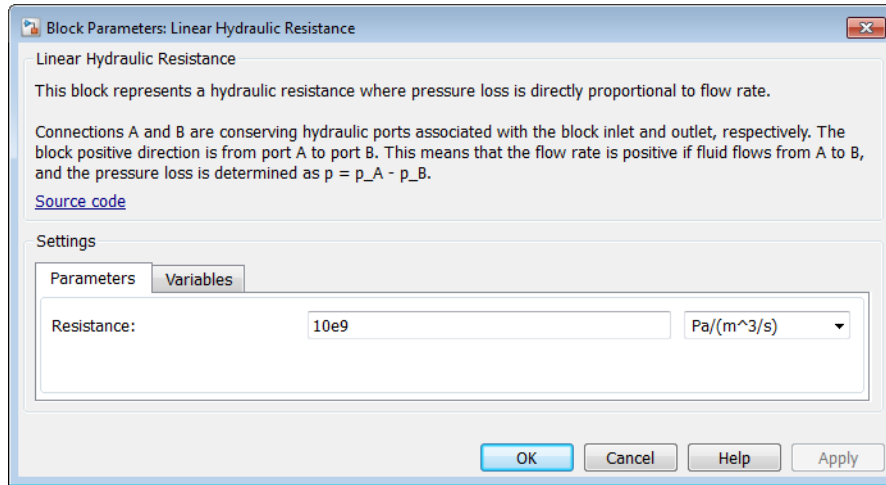 Block Parameters: Linear Hydraulic Resistance
Linear Hydraulic Resistance
This block represents a hydraulic resistance where pressure loss is directly proportional to flow rate.
Connections A and B are conserving hydraulic ports associated with the block inlet and outlet, respectively. The
block positive direction is from port A to port B. This means that the flow rate is positive if fluid flows from A to B,
and the pressure loss is determined as p = p_A - p_B.
Source code
Settings
Parameters Variables
Resistance: 10e9 Pa/(m^3/s)
OK Cancel Help Apply